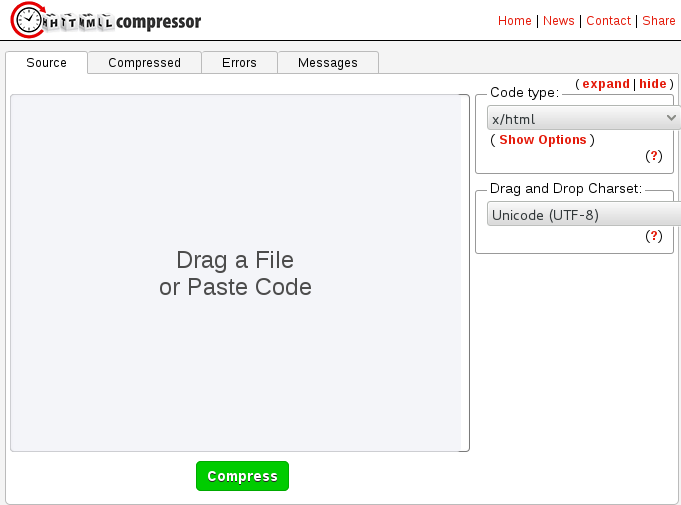 HTML compressor
Home | News | Contact | Share
Source
Compressed
Errors
Messages
( expand | hide )
Code type:
x/html
( Show Options )
(?)
Drag and Drop Charset:
Unicode (UTF-8)
(?)
Drag a File
or Paste Code
Compress